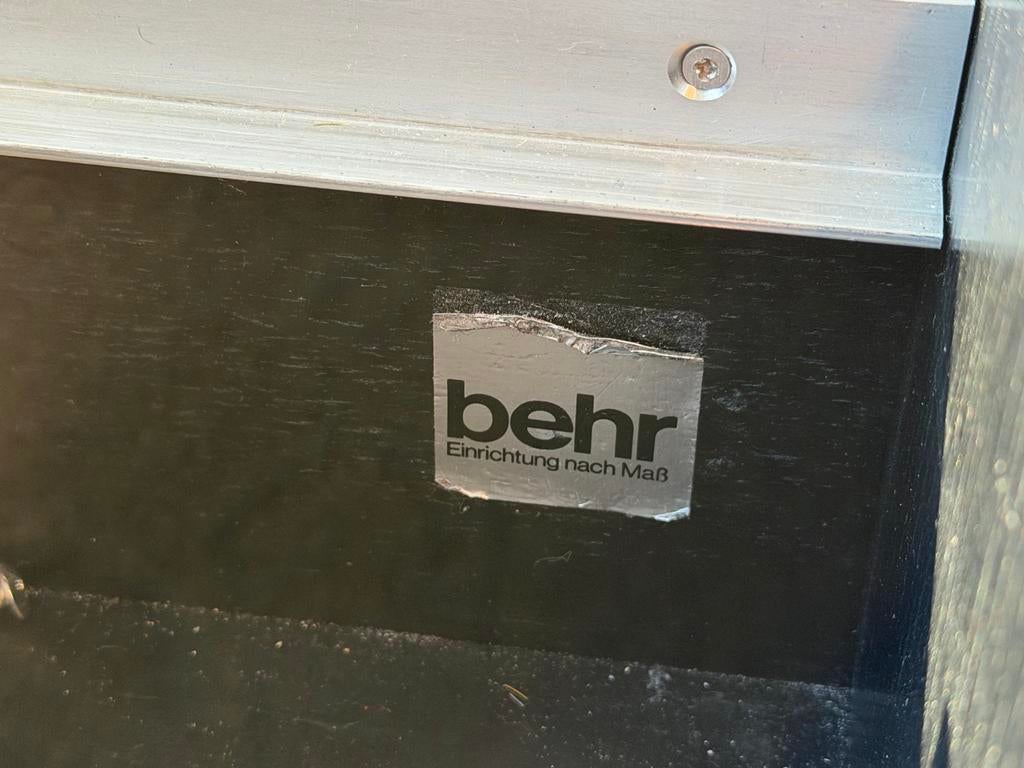 behr
Einrichtung nach Maß